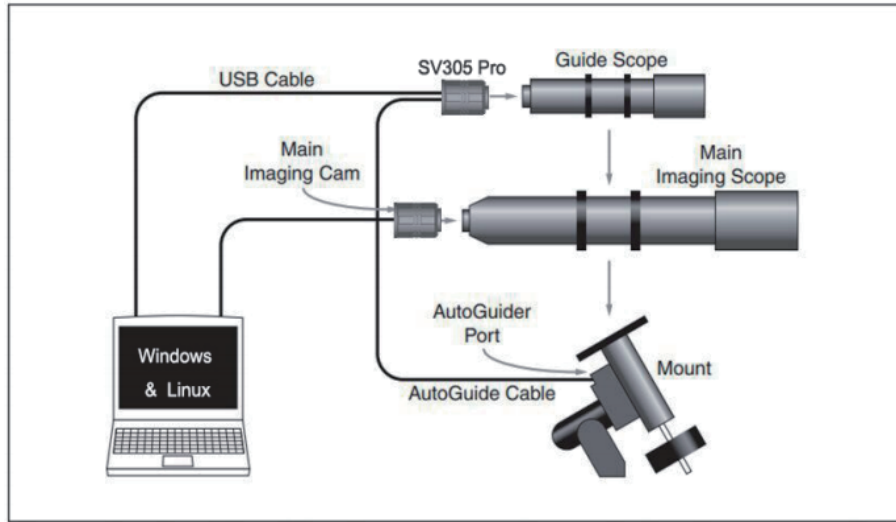 SV305 Pro
Guide Scope
USB Cable
Main
Imaging Cam
Main
Imaging Scope
AutoGuider
Port
Windows
& Linux
Mount
AutoGuide Cable